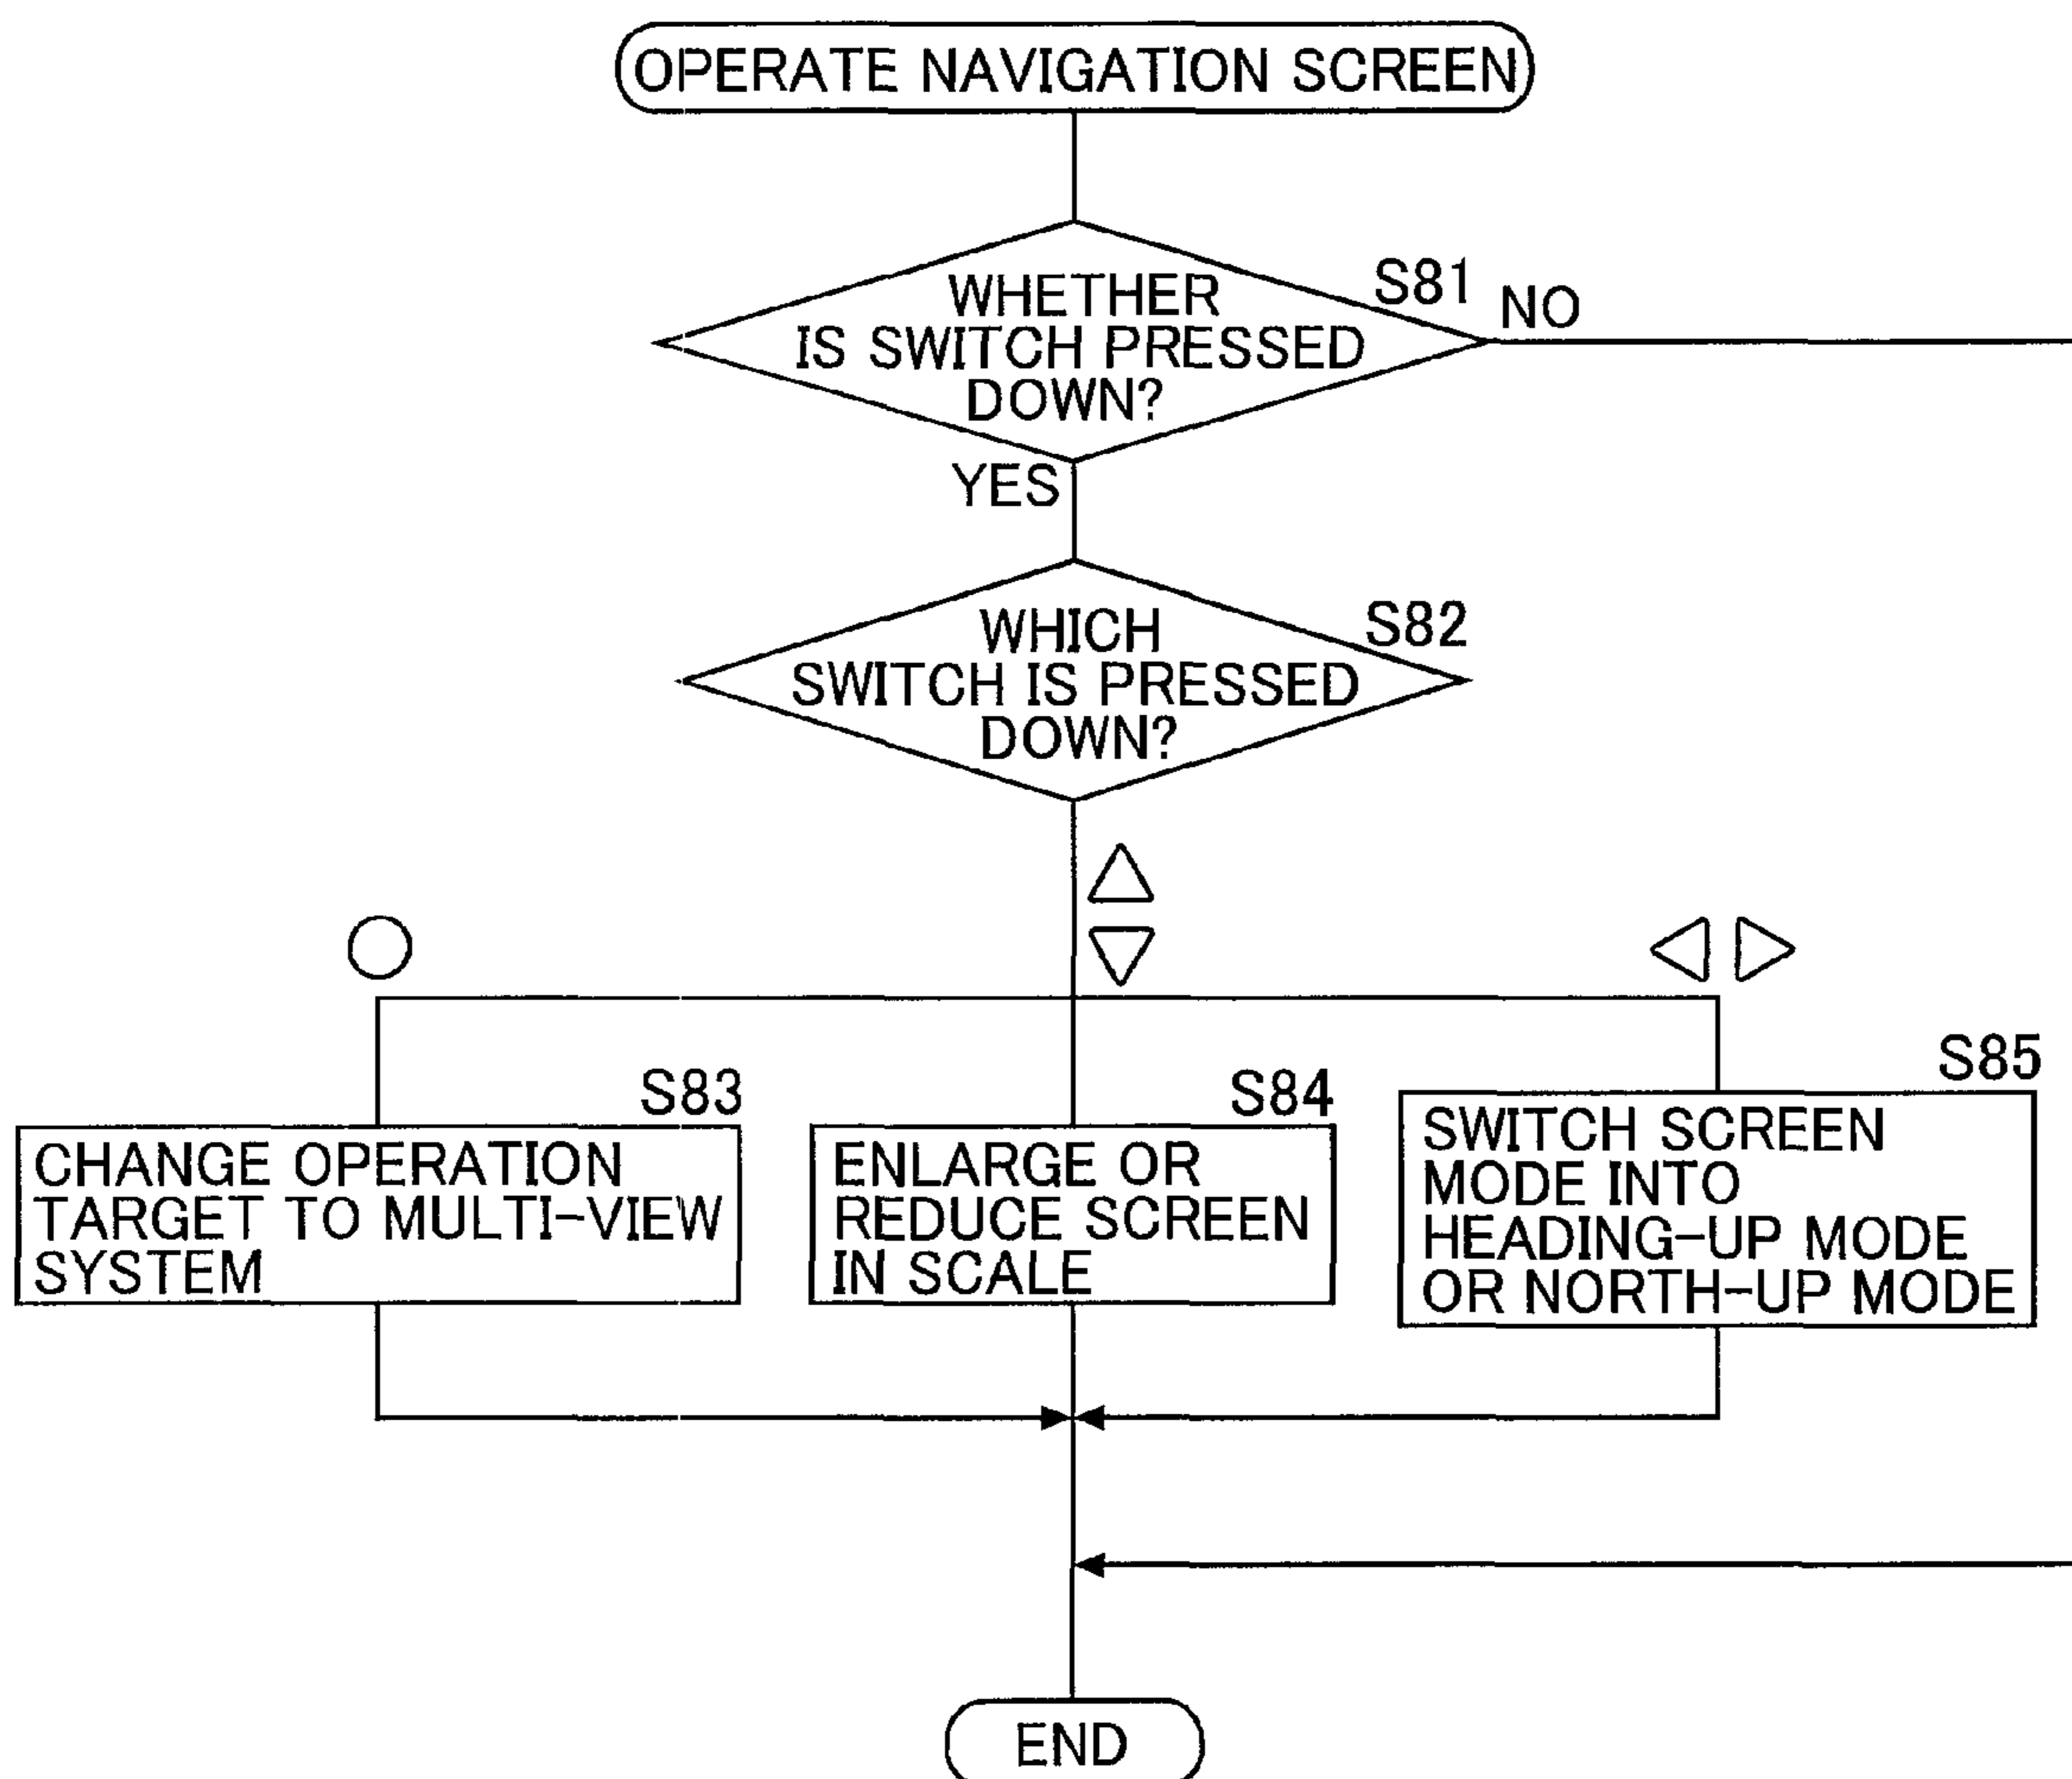 OPERATE NAVIGATION SCREEN
S81
NO
WHETHER
IS SWITCH PRESSED
DOWN?
YES
S82
WHICH
SWITCH IS PRESSED
DOWN?
S83
CHANGE OPERATION
TARGET TO MULTI-VIEW
SYSTEM
S84
ENLARGE OR
REDUCE SCREEN
IN SCALE
S85
SWITCH SCREEN
MODE INTO
HEADING-UP MODE
OR NORTH-UP MODE
END